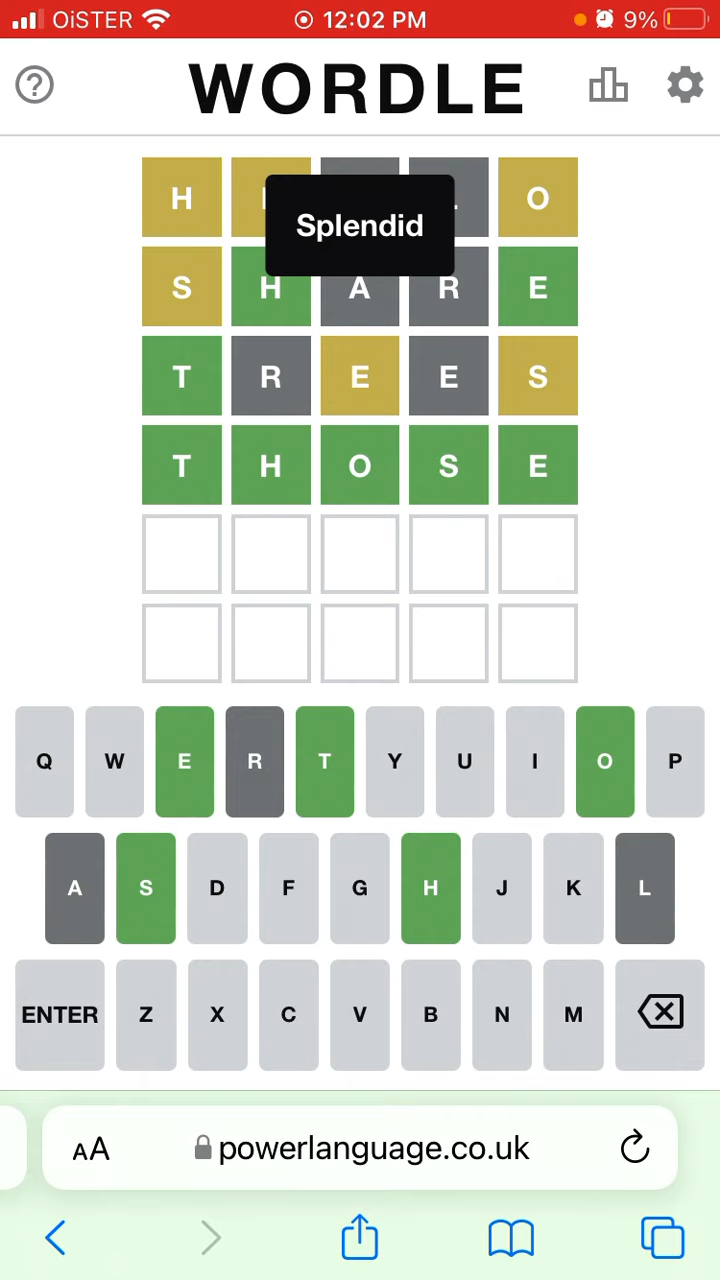 OiSTER 12:02 PM 9%
WORDLE
H O
Splendid
S H A R E
T R E E S
T H O S E
Q W E R T Y U I O P
A S D F G H J K L
ENTER Z X C V B N M
AA powerlanguage.co.uk